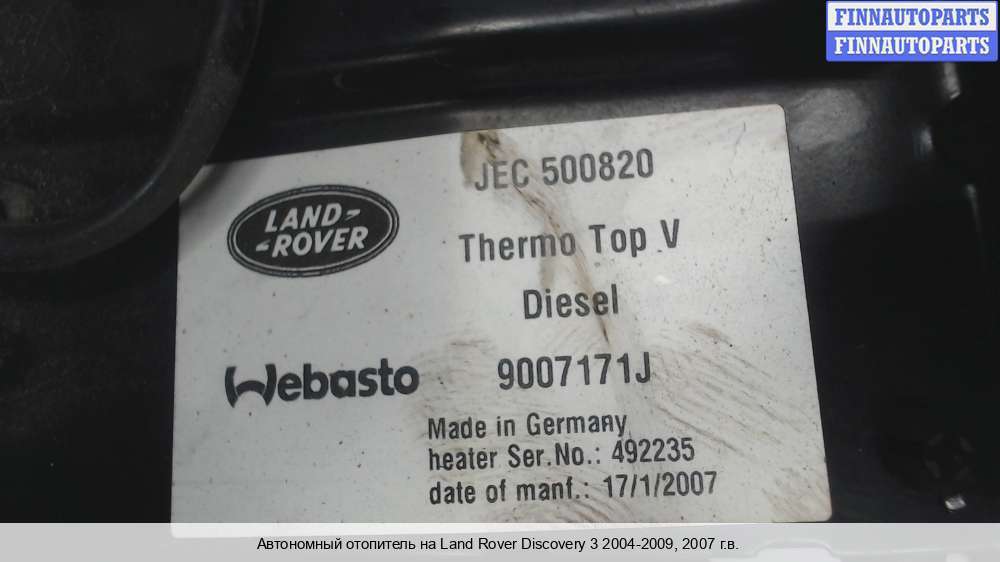 FINNAUTOPARTS
FINNAUTOPARTS
JEC 500820
LAND-
-ROVER
Thermo Top V
Diesel
Webasto
9007171J
Made in Germany
heater Ser.No.: 492235
date of manf.: 17/1/2007
Автономный отопитель на Land Rover Discovery 3 2004-2009, 2007 г.в.